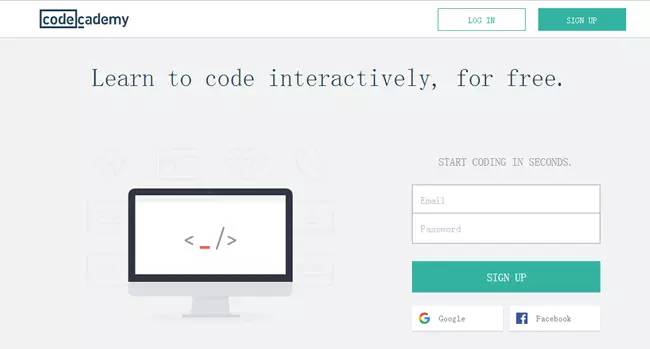 codecademy
LOG IN
SIGN UP
Learn to code interactively, for free.
START CODING IN SECONDS.
< _ />
Email
Password
SIGN UP
Google
Facebook